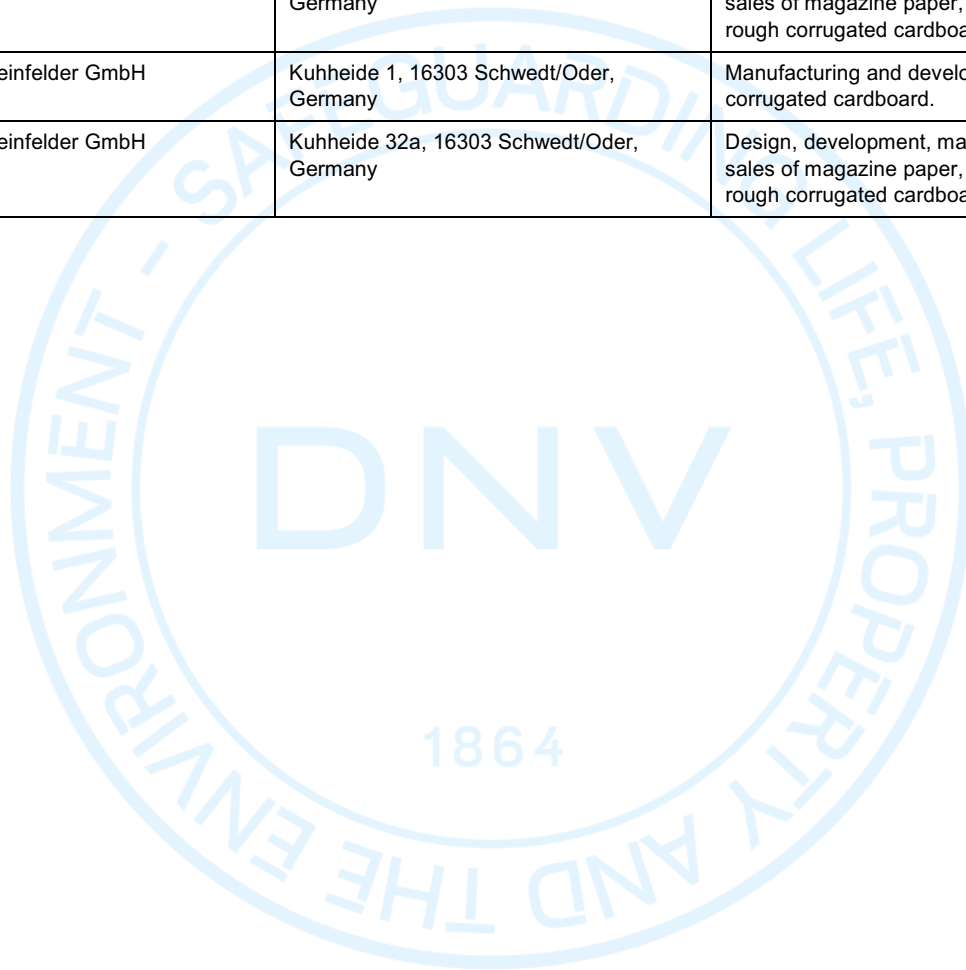 Germany
sales of magazine paper,
rough corrugated cardboa
einfelder GmbH
Kuhheide 1, 16303 Schwedt/Oder,
Germany
Manufacturing and develo
corrugated cardboard.
einfelder GmbH
Kuhheide 32a, 16303 Schwedt/Oder,
Germany
Design, development, ma
sales of magazine paper,
rough corrugated cardboa
SAFEGUARDING LIFE, PROPERTY AND THE ENVIRONMENT -
DNV
1864